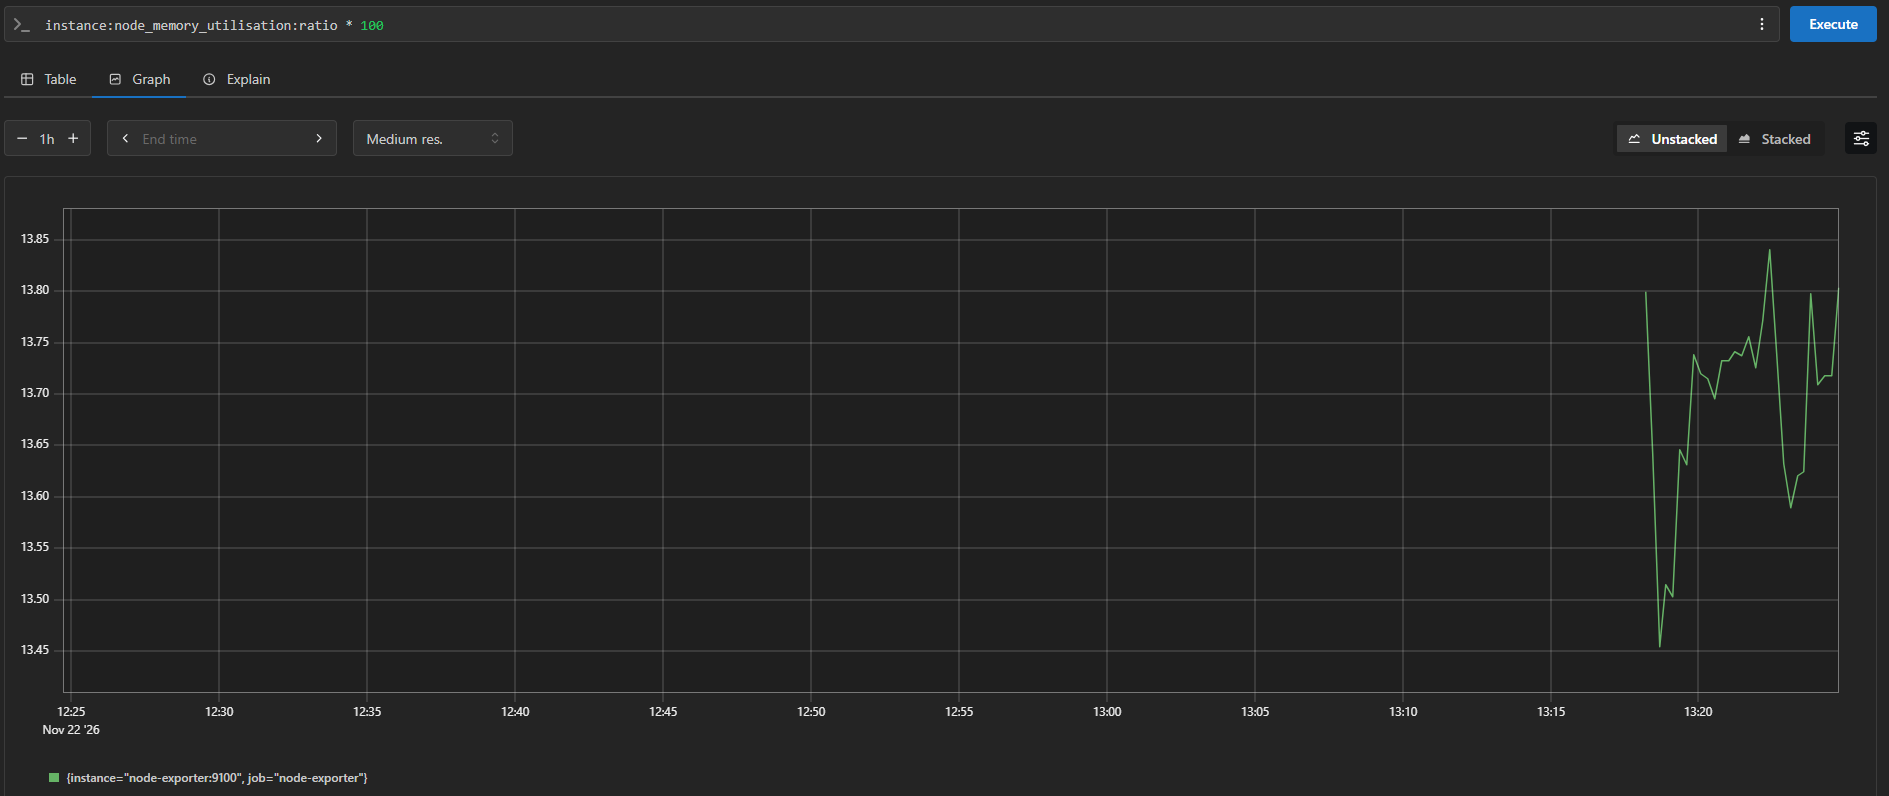 instance:node_memory_utilisation:ratio * 100
Execute
Table Graph Explain
1h End time Medium res. Unstacked Stacked
13.85
13.80
13.75
13.70
13.65
13.60
13.55
13.50
13.45
12:25 12:30 12:35 12:40 12:45 12:50 12:55 13:00 13:05 13:10 13:15 13:20
Nov 22 '26
{instance="node-exporter:9100", job="node-exporter"}